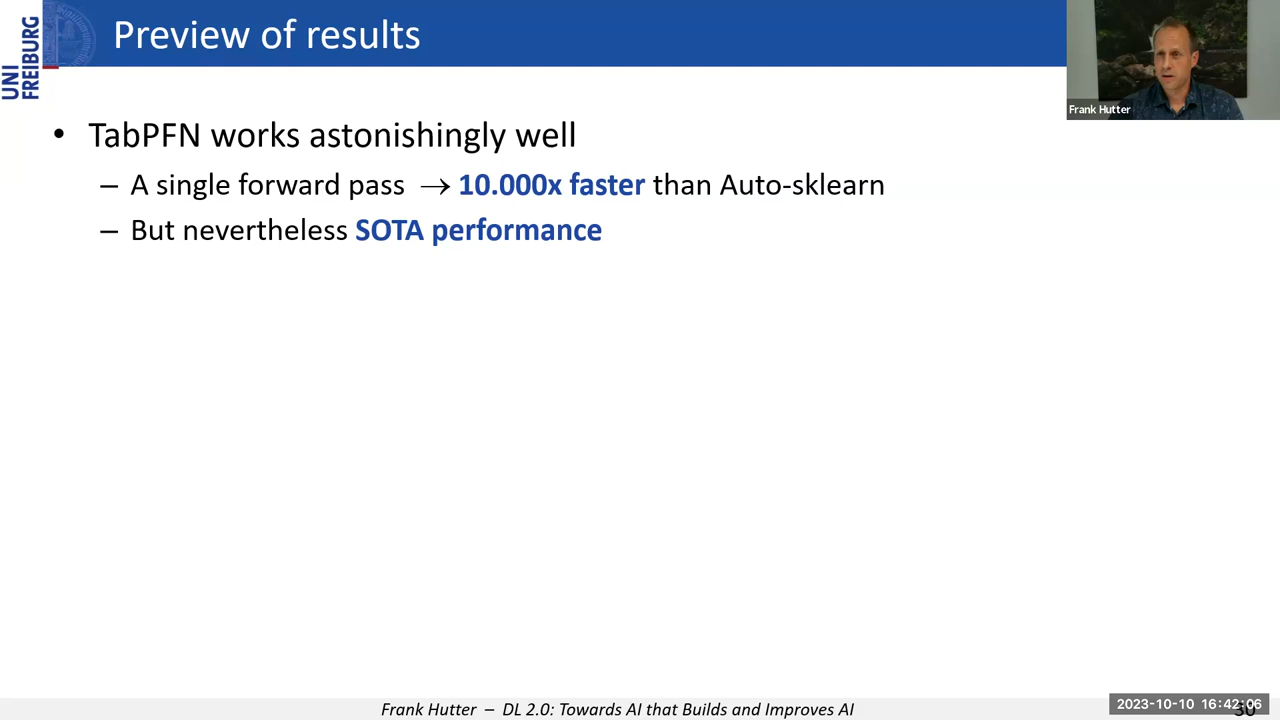 UNI
FREIBURG
Preview of results
Frank Hutter
• TabPFN works astonishingly well
– A single forward pass → 10.000x faster than Auto-sklearn
– But nevertheless SOTA performance
Frank Hutter – DL 2.0: Towards AI that Builds and Improves AI
2023-10-10 16:42:06
30